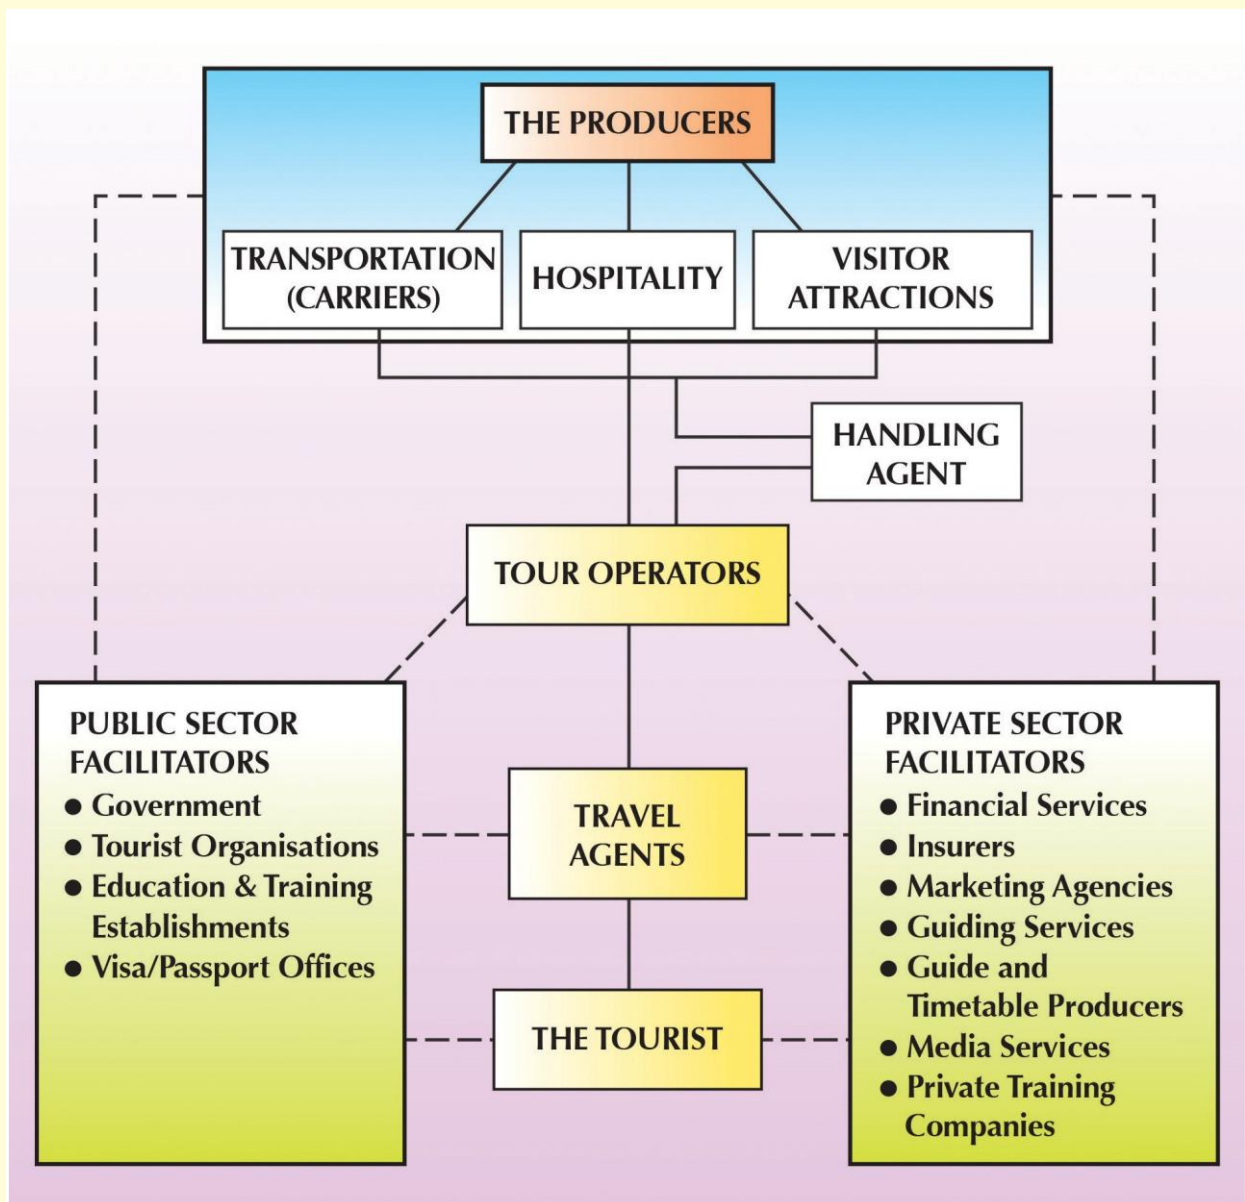 THE PRODUCERS
TRANSPORTATION
(CARRIERS)
HOSPITALITY
VISITOR
ATTRACTIONS
HANDLING
AGENT
TOUR OPERATORS
PUBLIC SECTOR
FACILITATORS
● Government
● Tourist Organisations
● Education & Training
Establishments
● Visa/Passport Offices
TRAVEL
AGENTS
THE TOURIST
PRIVATE SECTOR
FACILITATORS
● Financial Services
● Insurers
● Marketing Agencies
● Guiding Services
● Guide and
Timetable Producers
● Media Services
● Private Training
Companies